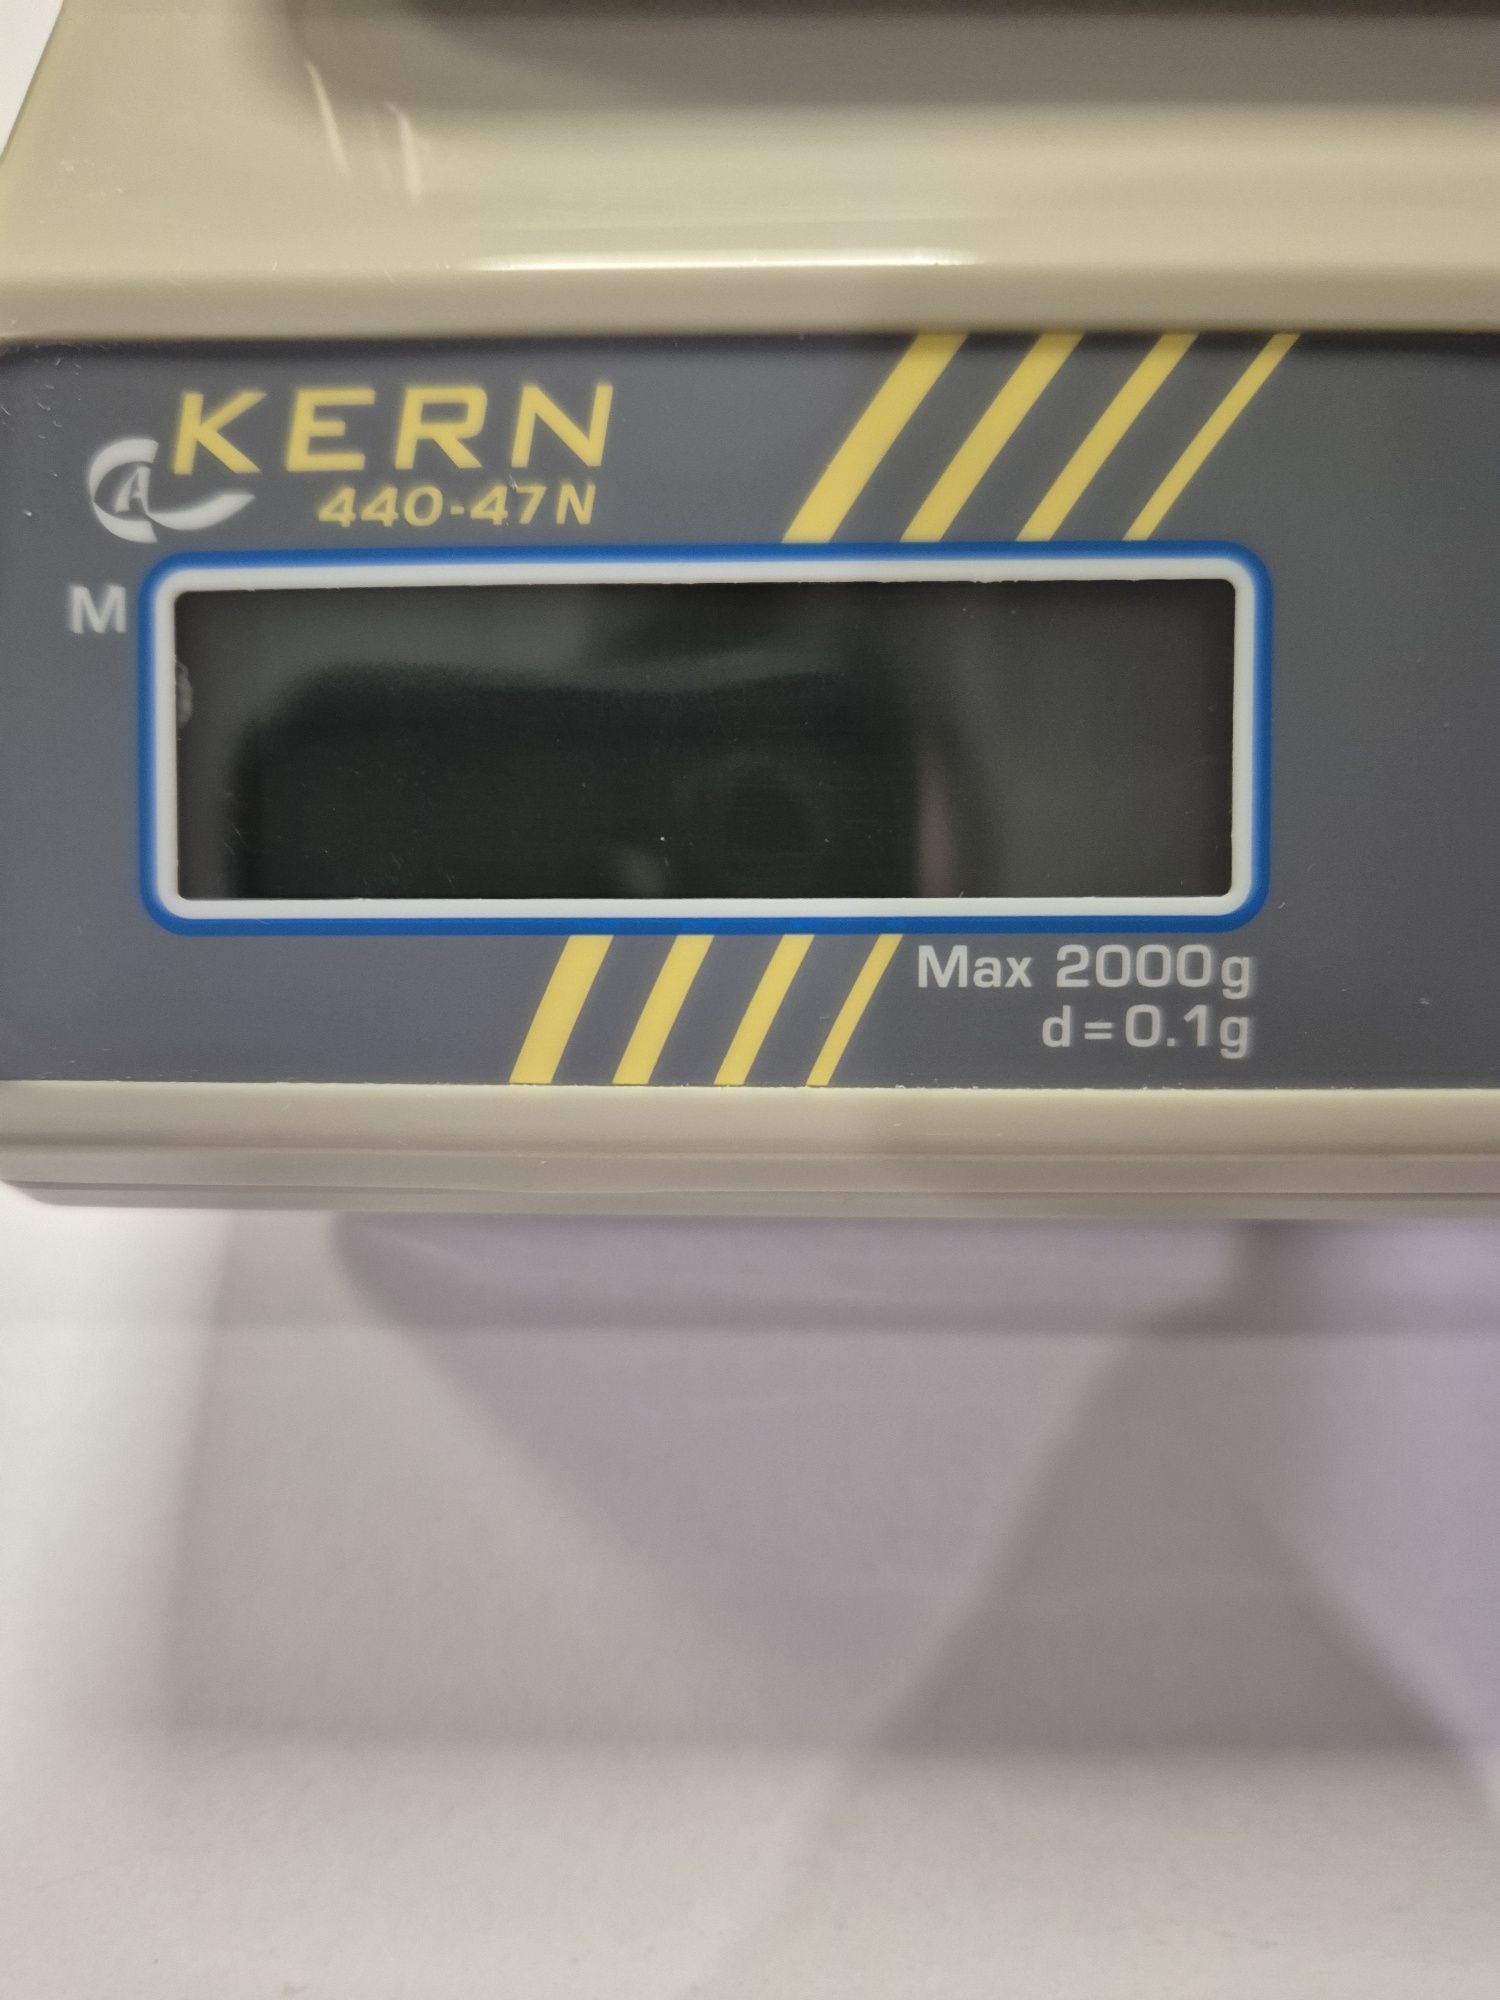 KERN
A
440-47N
M
Max 2000g
d=0.1g